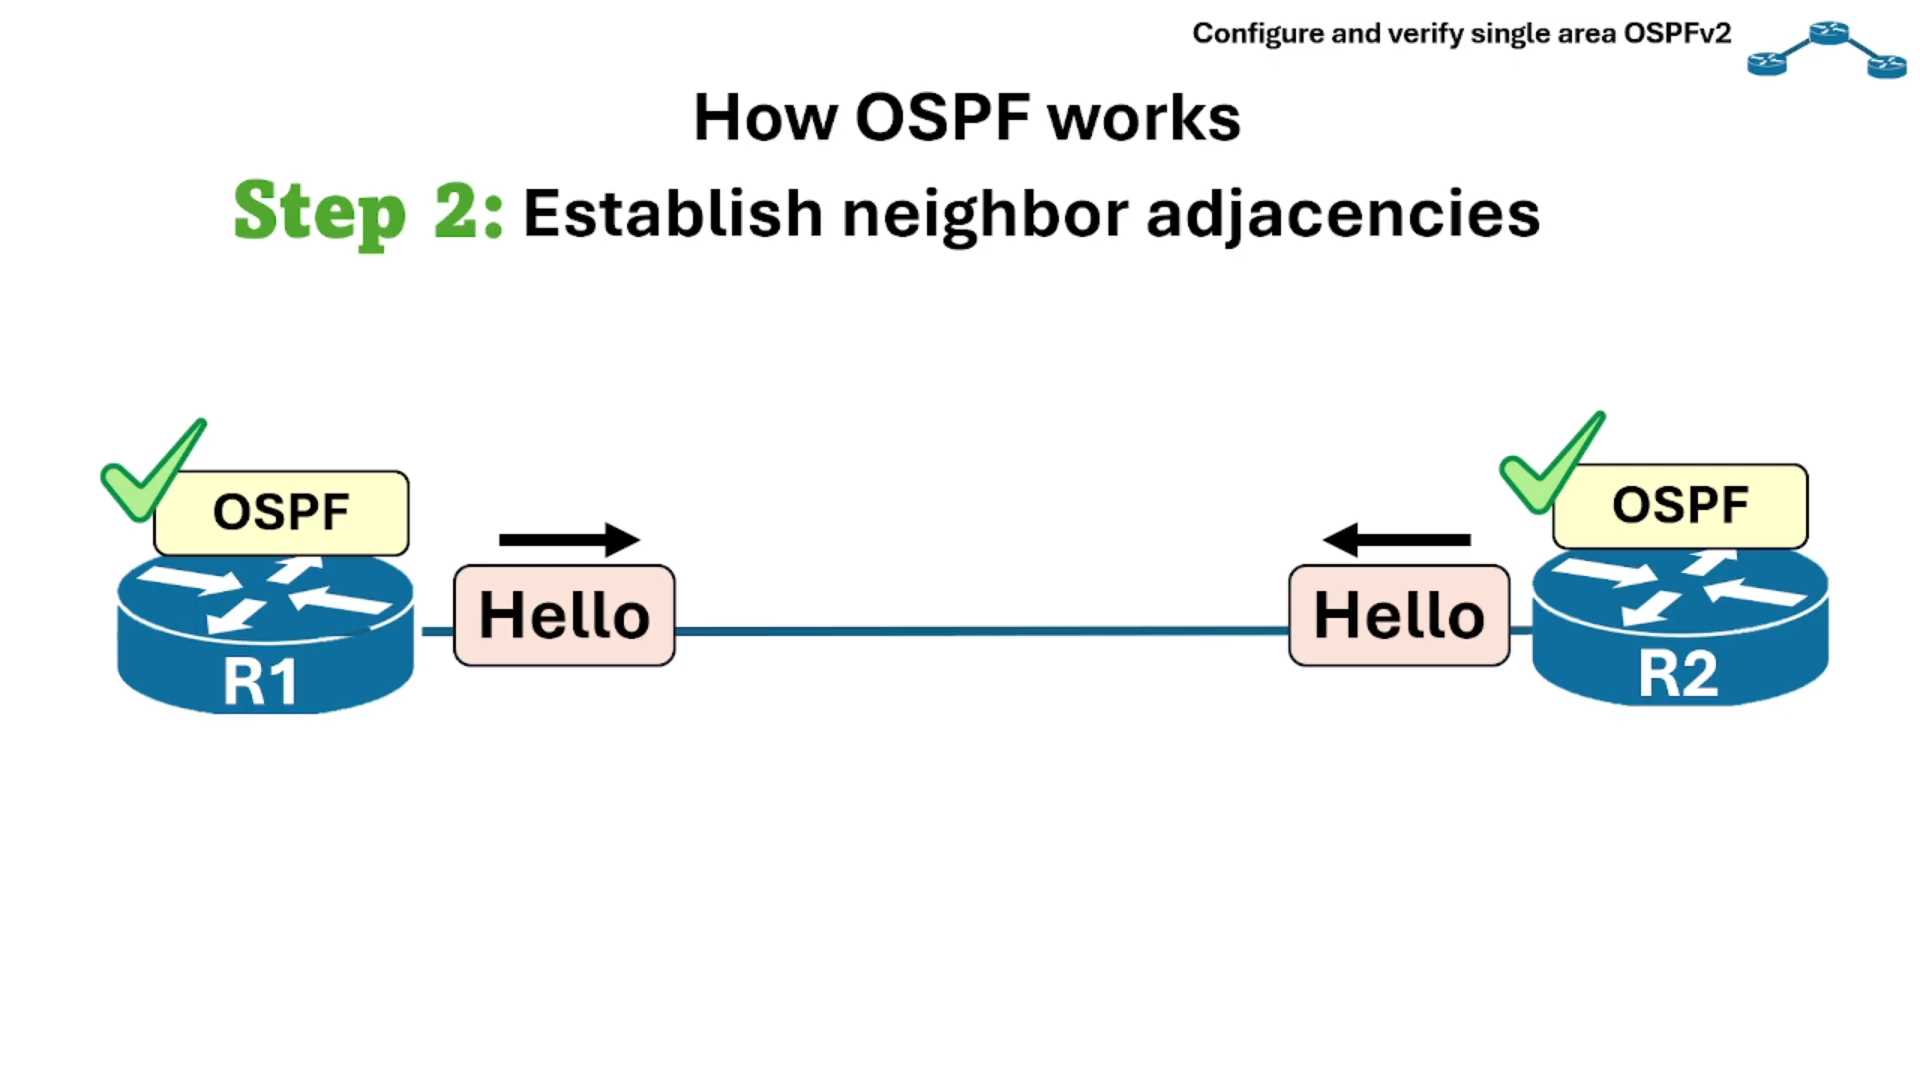 Configure and verify single area OSPFv2
How OSPF works
Step 2: Establish neighbor adjacencies
OSPF
OSPF
Hello
Hello
R1
R2